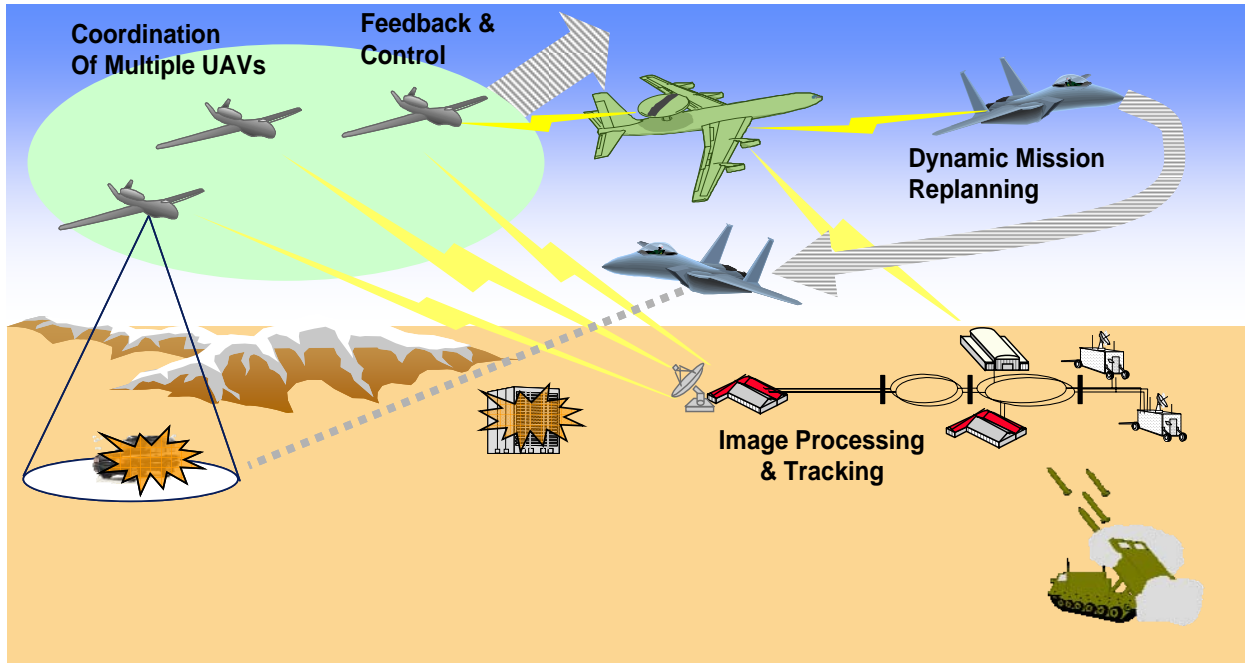 Coordination
Of Multiple UAVs
Feedback &
Control
Dynamic Mission
Replanning
Image Processing
& Tracking